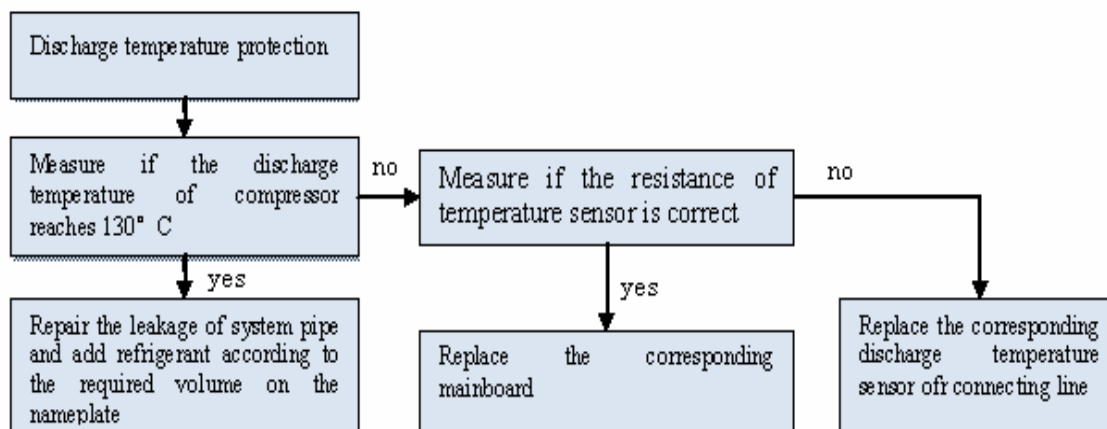 Discharge temperature protection
Measure if the discharge
temperature of compressor
reaches 130° C
no
Measure if the resistance of
temperature sensor is correct
no
yes
Repair the leakage of system pipe
and add refrigerant according to
the required volume on the
nameplate
yes
Replace the corresponding
mainboard
Replace the corresponding
discharge temperature
sensor ofr connecting line